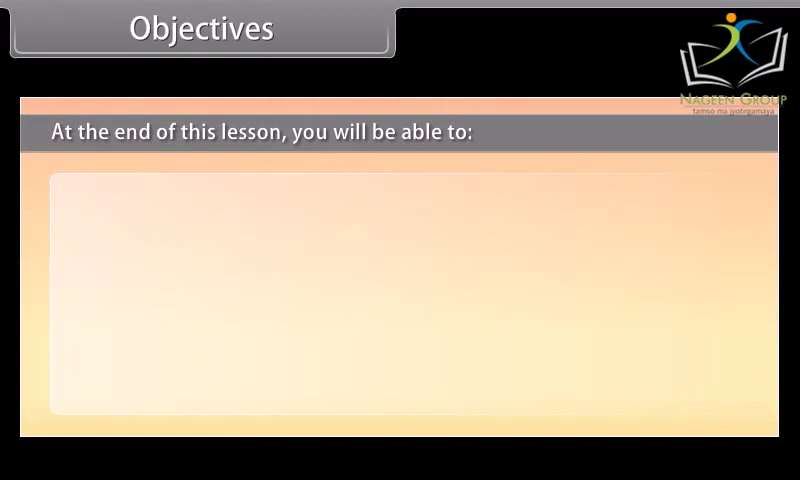 Objectives
NAGEEN GROUP
tamso ma jyotirgamaya
At the end of this lesson, you will be able to: